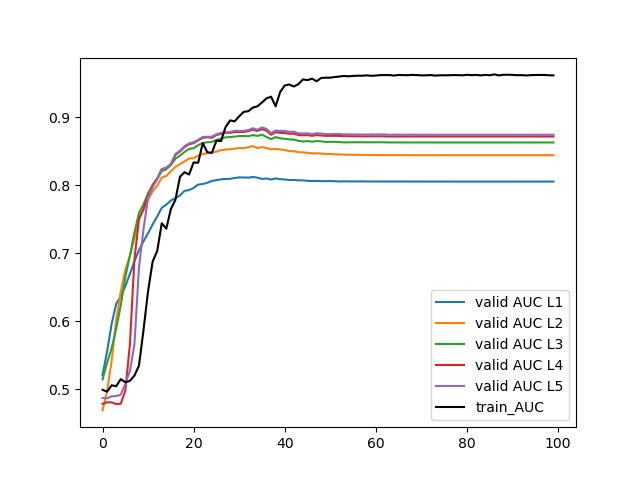 0.9
0.8
0.7
0.6
0.5
0 20 40 60 80 100
valid AUC L1
valid AUC L2
valid AUC L3
valid AUC L4
valid AUC L5
train_AUC